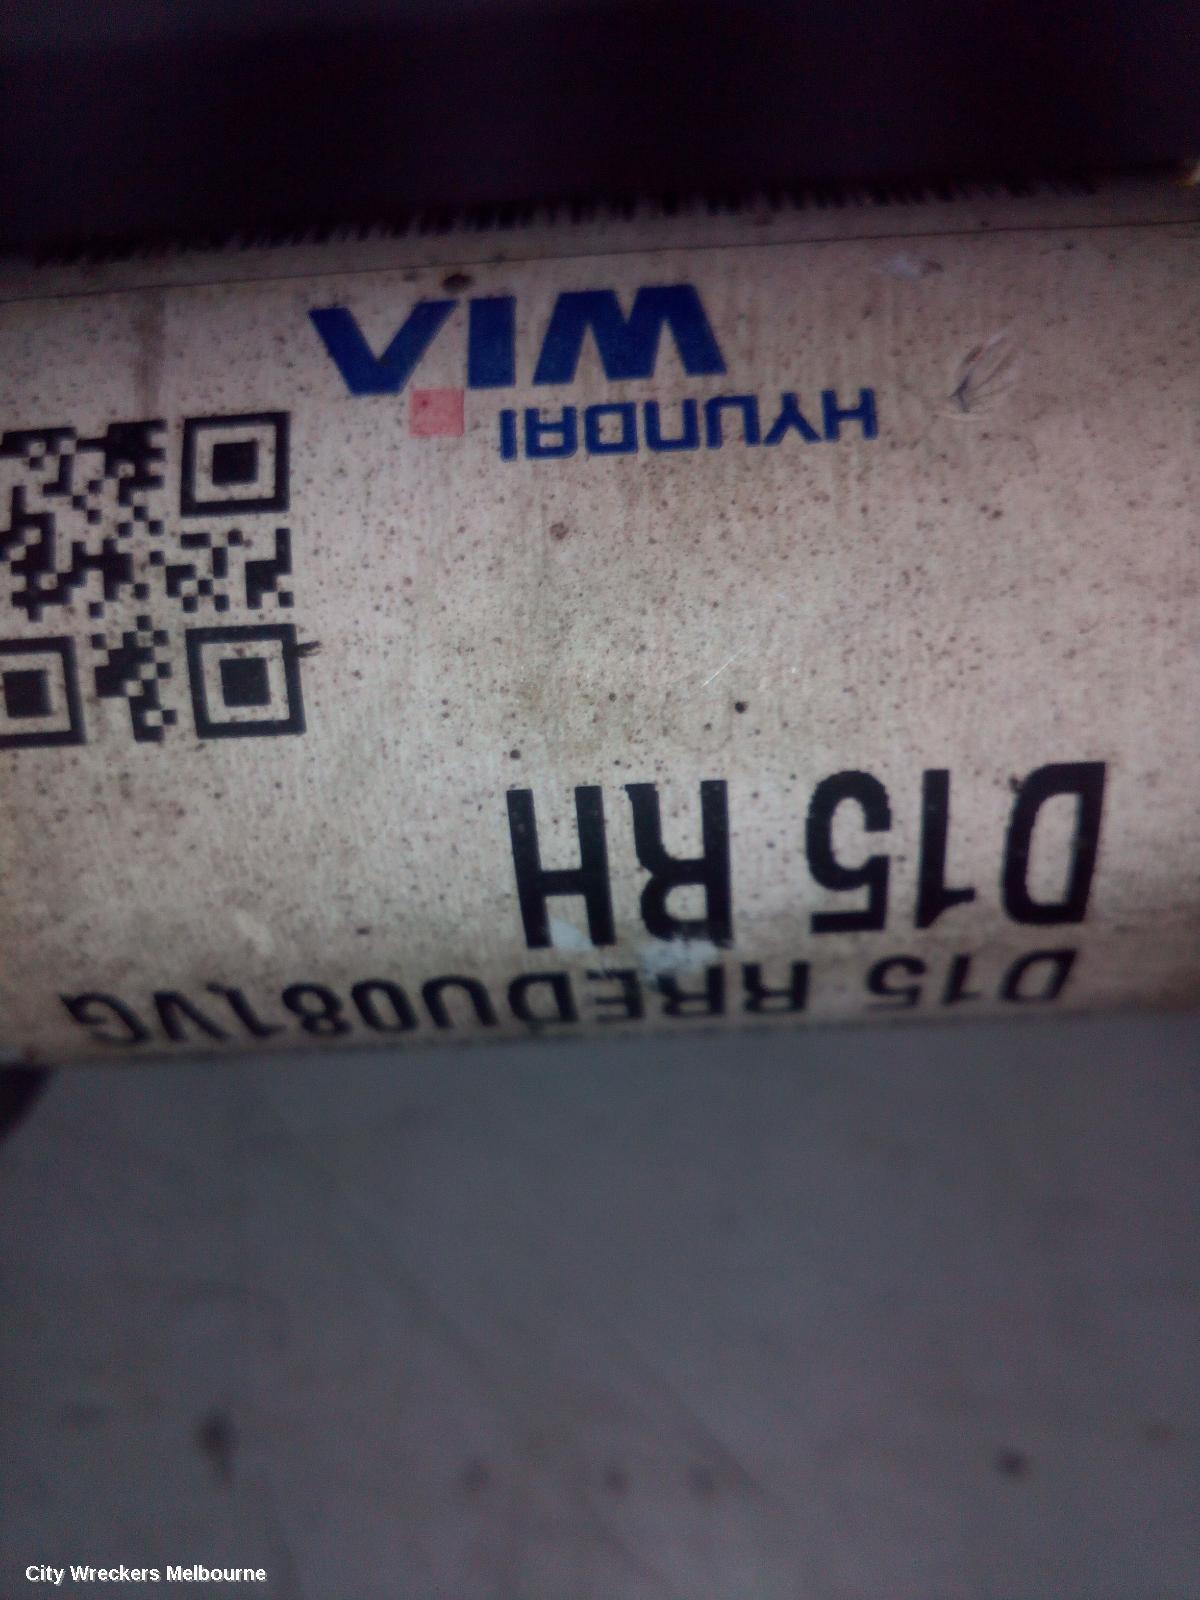 D15 RREDU081VG
D15 RH
HYUNDAI
WIA
City Wreckers Melbourne